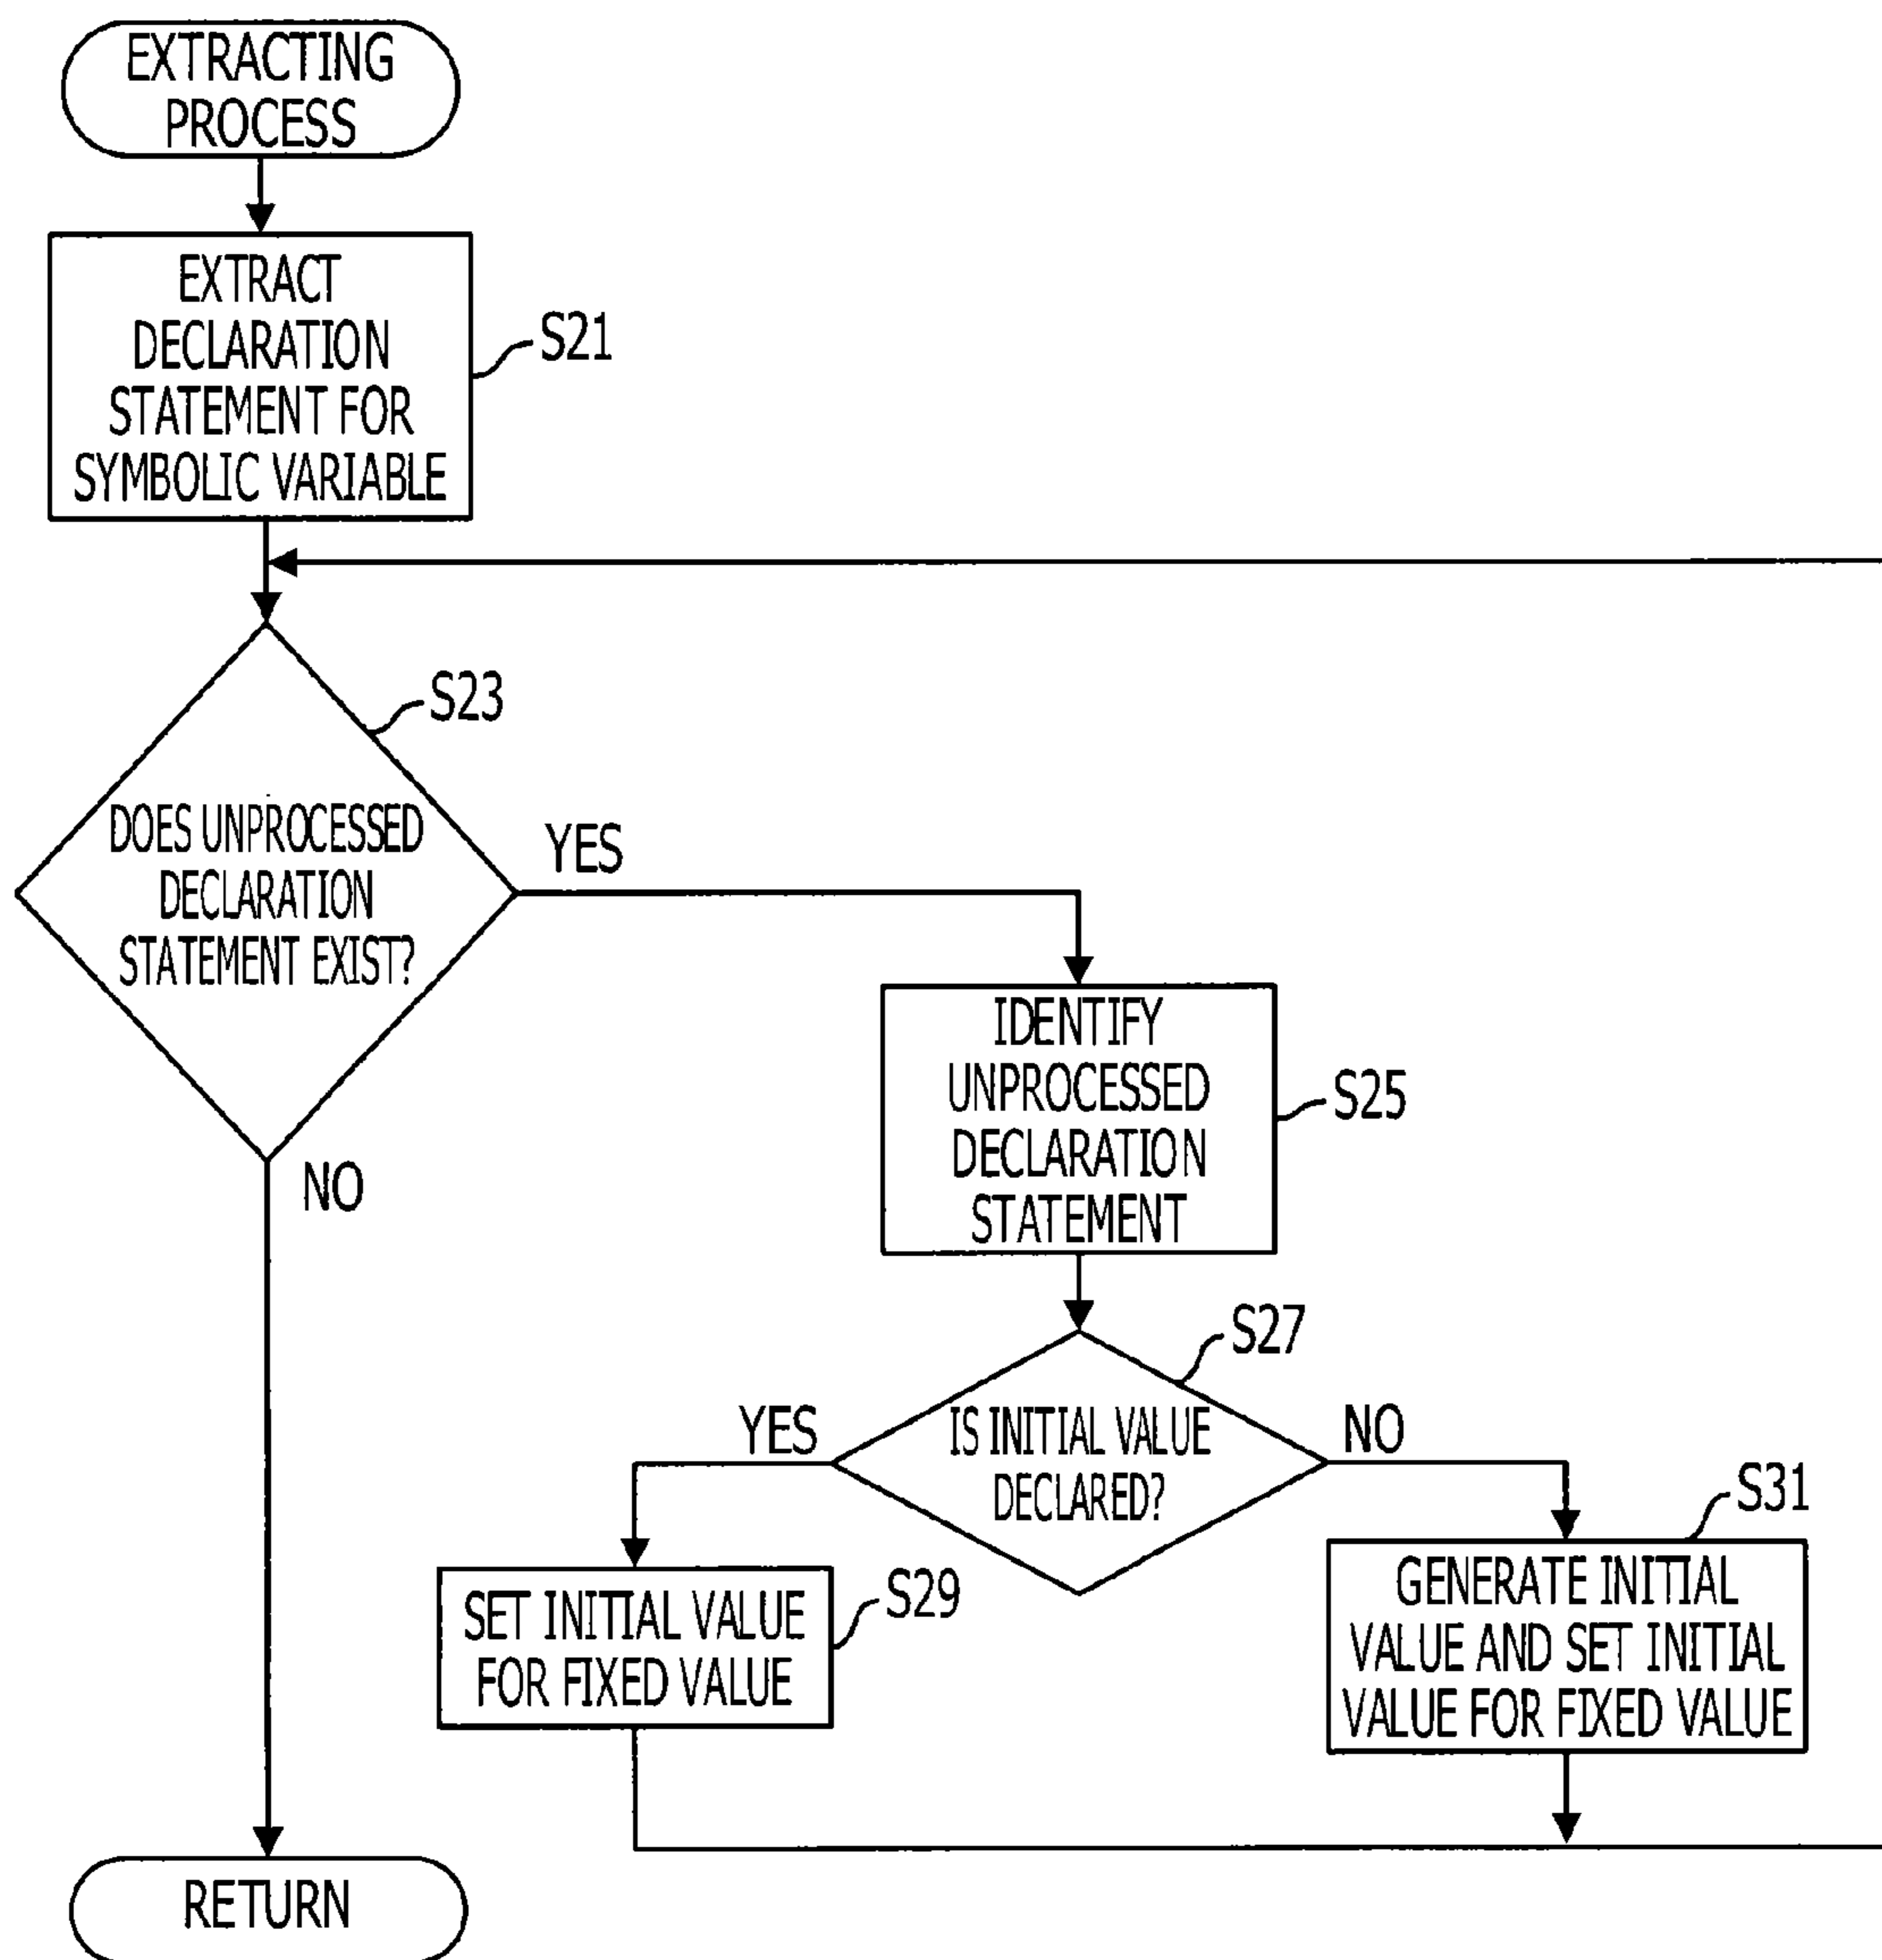 EXTRACTING
PROCESS
EXTRACT
DECLARATION
STATEMENT FOR
SYMBOLIC VARIABLE
S21
S23
DOES UNPROCESSED
DECLARATION
STATEMENT EXIST?
YES
NO
IDENTIFY
UNPROCESSED
DECLARATION
STATEMENT
S25
S27
IS INITIAL VALUE
DECLARED?
YES
NO
S29
SET INITIAL VALUE
FOR FIXED VALUE
S31
GENERATE INITIAL
VALUE AND SET INITIAL
VALUE FOR FIXED VALUE
RETURN